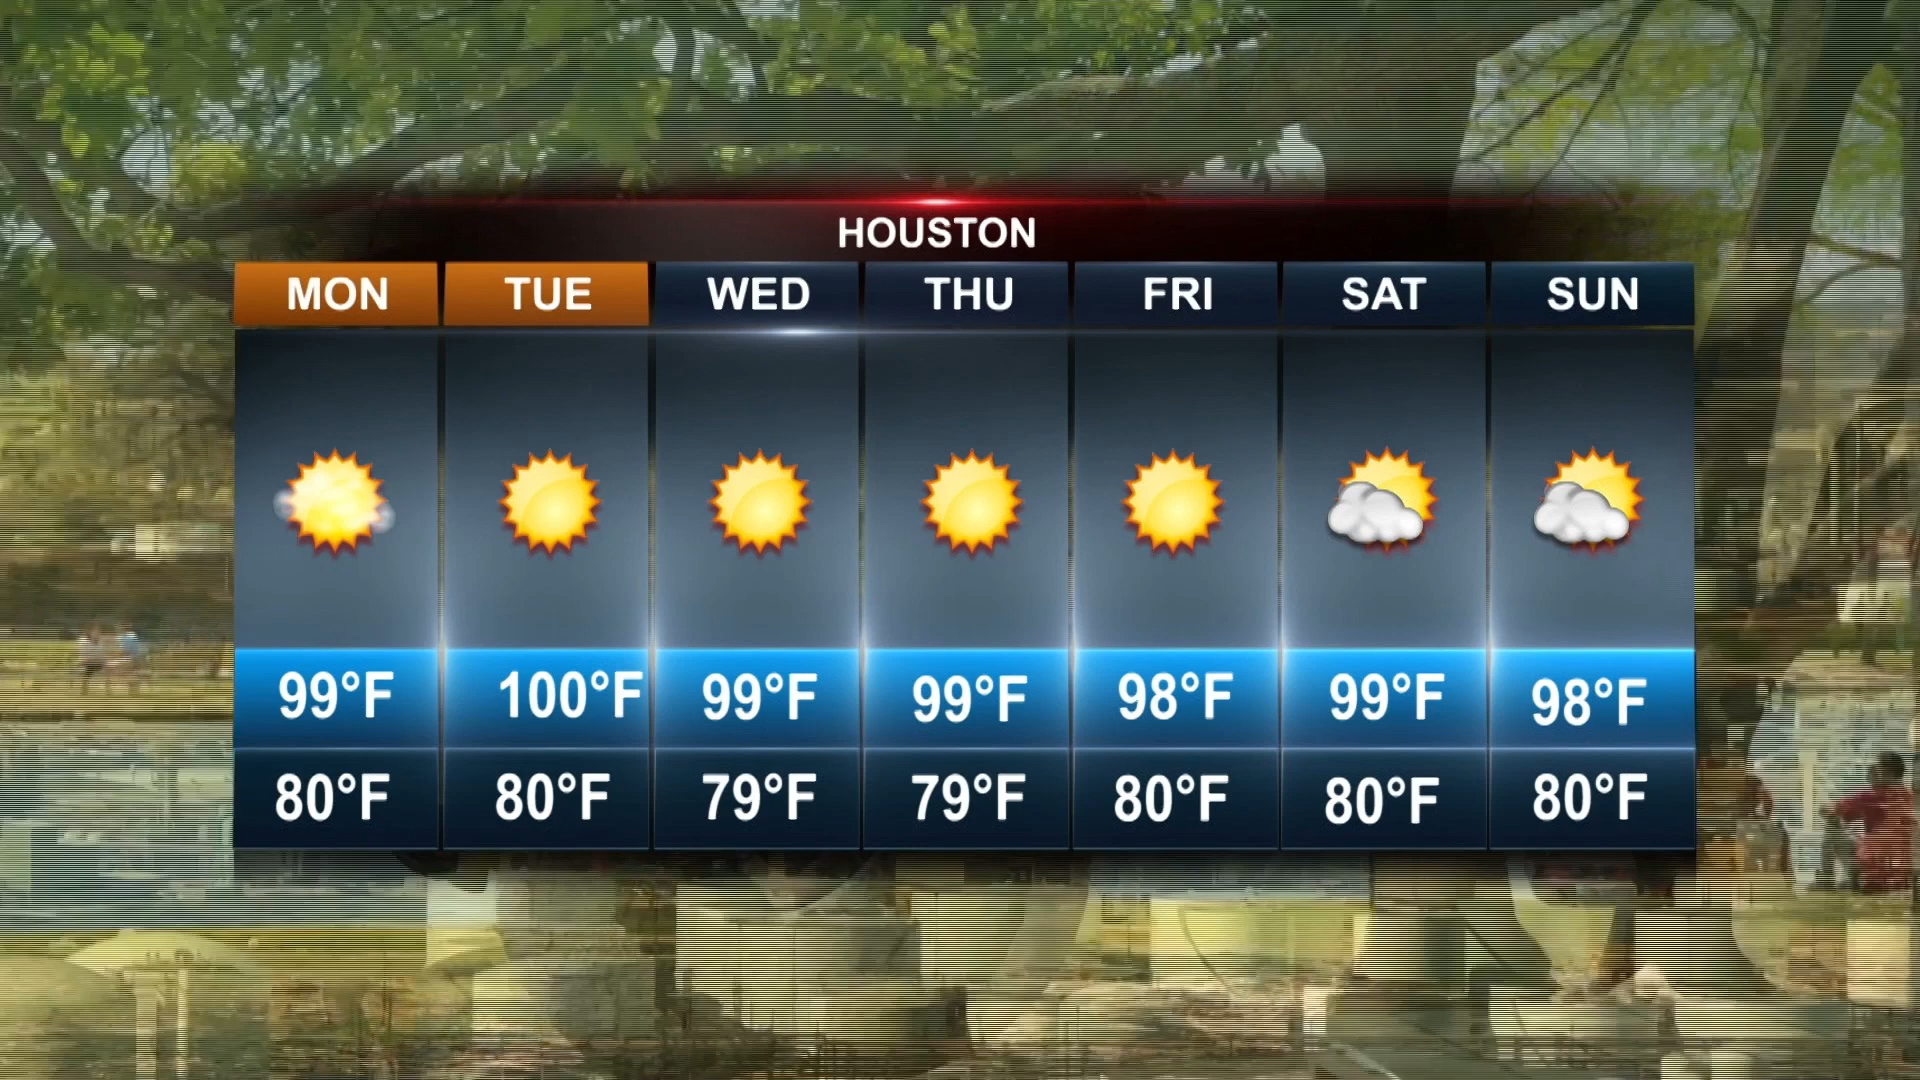 HOUSTON
MON TUE WED THU FRI SAT SUN
99°F 100°F 99°F 99°F 98°F 99°F 98°F
80°F 80°F 79°F 79°F 80°F 80°F 80°F